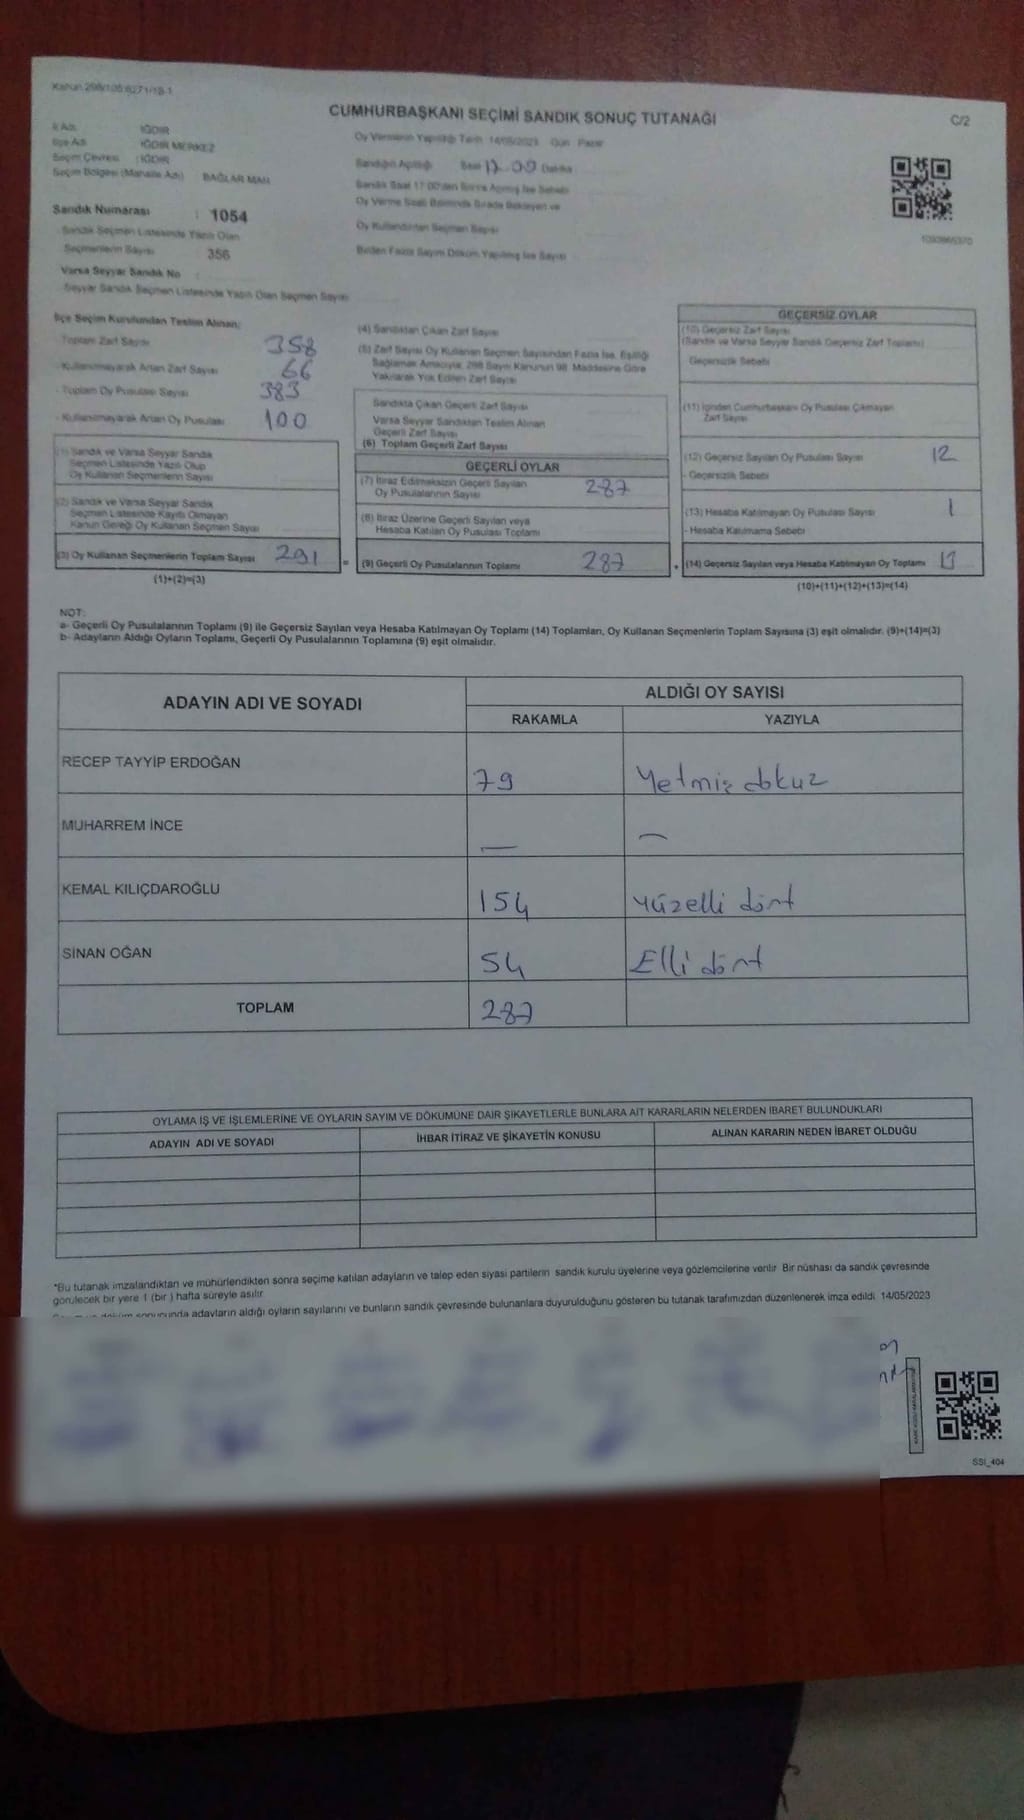 Kanun 298/105:6271/18-1
CUMHURBAŞKANI SEÇİMİ SANDIK SONUÇ TUTANAĞI
C/2
İl Adı IĞDIR
İlçe Adı IĞDIR MERKEZ
Seçim Çevresi : IĞDIR
Seçim Bölgesi (Mahalle Adı) BAĞLAR MAH.
Sandık Numarası : 1054
Sandık Seçmen Listesinde Yazılı Olan
Seçmenlerin Sayısı 356
Varsa Seyyar Sandık No
Seyyar Sandık Seçmen Listesinde Yazılı Olan Seçmen Sayısı
Oy Vermenin Yapıldığı Tarih 14/05/2023 Gün Pazar
Sandığın Açıldığı Saat Dakika
Sandık Saat 17.00'den Sonra Açılmış İse Sebebi
Oy Verme Saati Bitiminde Sırada Bekleyen ve
Oy Kullandırılan Seçmen Sayısı
Birden Fazla Sayım Döküm Yapılmış İse Sayısı
İlçe Seçim Kurulundan Teslim Alınan:
Toplam Zarf Sayısı 358
- Kullanılmayarak Artan Zarf Sayısı 66
- Toplam Oy Pusulası Sayısı 383
- Kullanılmayarak Artan Oy Pusulası 100
(1) Sandık ve Varsa Seyyar Sandık
Seçmen Listesinde Yazılı Olup
Oy Kullanan Seçmenlerin Sayısı
(2) Sandık ve Varsa Seyyar Sandık
Seçmen Listesinde Kayıtlı Olmayan
Kanun Gereği Oy Kullanan Seçmen Sayısı
(3) Oy Kullanan Seçmenlerin Toplam Sayısı 291
(1)+(2)=(3)
(4) Sandıktan Çıkan Zarf Sayısı
(5) Zarf Sayısı Oy Kullanan Seçmen Sayısından Fazla İse, Eşitliği
Sağlamak Amacıyla, 298 Sayılı Kanunun 98. Maddesine Göre
Yakılarak Yok Edilen Zarf Sayısı
Sandıkta Çıkan Geçerli Zarf Sayısı
Varsa Seyyar Sandıktan Teslim Alınan
Geçerli Zarf Sayısı
(6) Toplam Geçerli Zarf Sayısı
GEÇERLİ OYLAR
(7) İtiraz Edilmeksizin Geçerli Sayılan
Oy Pusulalarının Sayısı 287
(8) İtiraz Üzerine Geçerli Sayılan veya
Hesaba Katılan Oy Pusulası Toplamı
= (9) Geçerli Oy Pusulalarının Toplamı 287
GEÇERSİZ OYLAR
(10) Geçersiz Zarf Sayısı
(Sandık ve Varsa Seyyar Sandık Geçersiz Zarf Toplamı)
Geçersizlik Sebebi
(11) İçinden Cumhurbaşkanı Oy Pusulası Çıkmayan
Zarf Sayısı
(12) Geçersiz Sayılan Oy Pusulası Sayısı 12
- Geçersizlik Sebebi
(13) Hesaba Katılmayan Oy Pusulası Sayısı 1
- Hesaba Katılmama Sebebi
+ (14) Geçersiz Sayılan veya Hesaba Katılmayan Oy Toplamı 13
(10)+(11)+(12)+(13)=(14)
NOT:
a- Geçerli Oy Pusulalarının Toplamı (9) ile Geçersiz Sayılan veya Hesaba Katılmayan Oy Toplamı (14) Toplamları, Oy Kullanan Seçmenlerin Toplam Sayısına (3) eşit olmalıdır. (9)+(14)=(3)
b- Adayların Aldığı Oyların Toplamı, Geçerli Oy Pusulalarının Toplamına (9) eşit olmalıdır.
ADAYIN ADI VE SOYADI ALDIĞI OY SAYISI
RAKAMLA YAZIYLA
RECEP TAYYİP ERDOĞAN 79 Yetmiş dokuz
MUHARREM İNCE — —
KEMAL KILIÇDAROĞLU 154 yüzelli dört
SİNAN OĞAN 54 Elli dört
TOPLAM 287
OYLAMA İŞ VE İŞLEMLERİNE VE OYLARIN SAYIM VE DÖKÜMÜNE DAİR ŞİKAYETLERLE BUNLARA AİT KARARLARIN NELERDEN İBARET BULUNDUKLARI
ADAYIN ADI VE SOYADI İHBAR İTİRAZ VE ŞİKAYETİN KONUSU ALINAN KARARIN NEDEN İBARET OLDUĞU
*Bu tutanak imzalandıktan ve mühürlendikten sonra seçime katılan adayların ve talep eden siyasi partilerin sandık kurulu üyelerine veya gözlemcilerine verilir. Bir nüshası da sandık çevresinde
görülecek bir yere 1 (bir ) hafta süreyle asılır.
sonucunda adayların aldığı oyların sayılarını ve bunların sandık çevresinde bulunanlara duyurulduğunu gösteren bu tutanak tarafımızdan düzenlenerek imza edildi. 14/05/2023
SSI_404